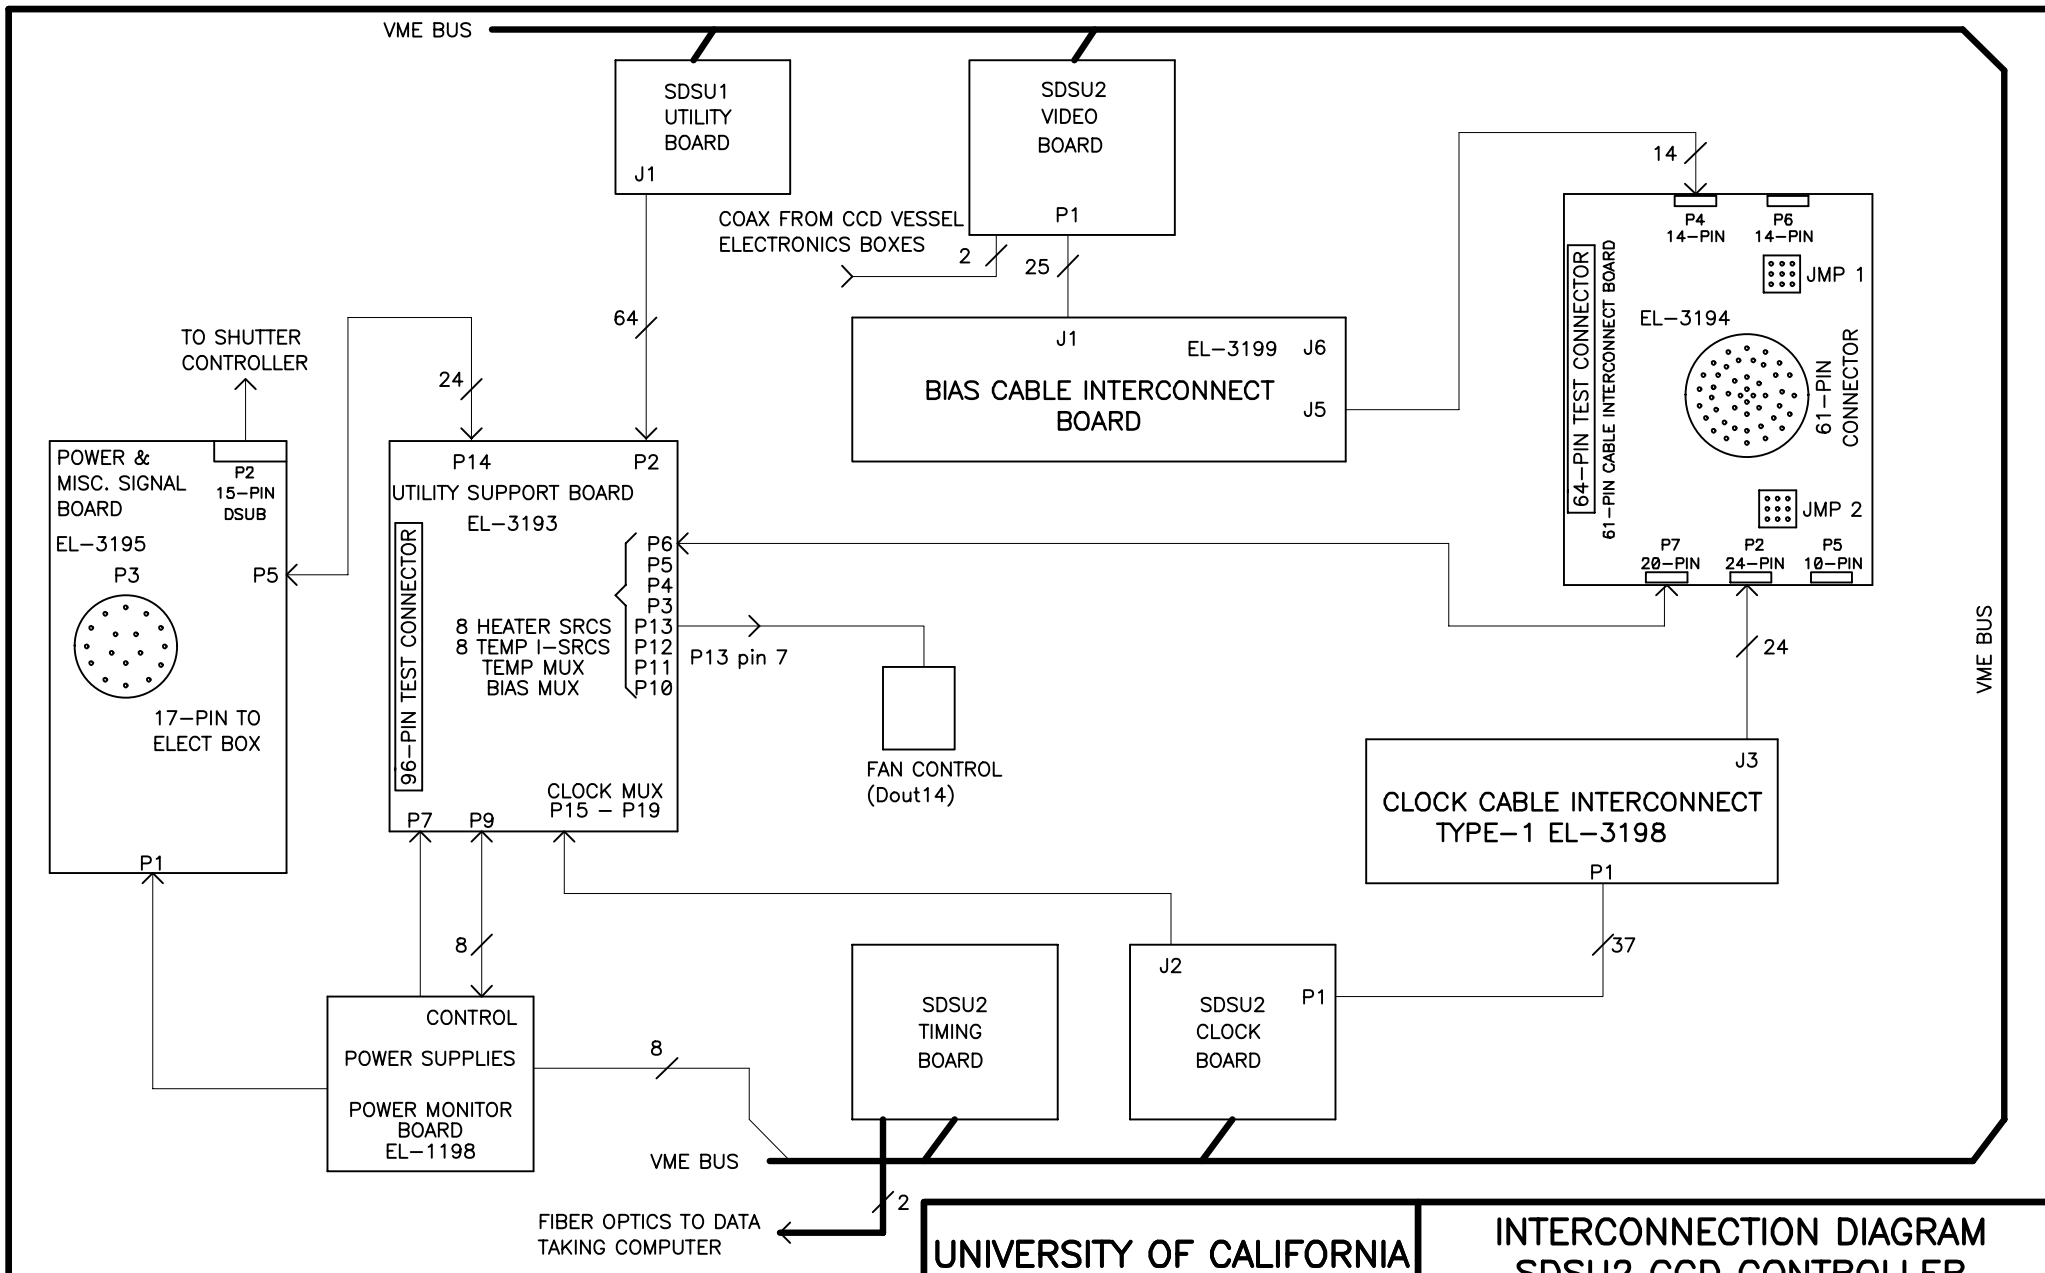 VME BUS
SDSU1
UTILITY
BOARD
J1
SDSU2
VIDEO
BOARD
P1
COAX FROM CCD VESSEL
ELECTRONICS BOXES
2
25
14
P4
14-PIN
P6
14-PIN
JMP 1
EL-3194
64-PIN TEST CONNECTOR
61-PIN CABLE INTERCONNECT BOARD
61-PIN
CONNECTOR
JMP 2
P7
20-PIN
P2
24-PIN
P5
10-PIN
64
J1
EL-3199
J6
BIAS CABLE INTERCONNECT
BOARD
J5
TO SHUTTER
CONTROLLER
24
POWER &
MISC. SIGNAL
BOARD
P2
15-PIN
DSUB
EL-3195
P3
P5
17-PIN TO
ELECT BOX
P1
P14
P2
UTILITY SUPPORT BOARD
EL-3193
96-PIN TEST CONNECTOR
P6
P5
P4
P3
8 HEATER SRCS
P13
8 TEMP I-SRCS
P12
TEMP MUX
P11
BIAS MUX
P10
P13 pin 7
CLOCK MUX
P15 - P19
P7
P9
FAN CONTROL
(Dout14)
24
VME BUS
J3
CLOCK CABLE INTERCONNECT
TYPE-1 EL-3198
P1
37
8
CONTROL
POWER SUPPLIES
POWER MONITOR
BOARD
EL-1198
8
SDSU2
TIMING
BOARD
J2
P1
SDSU2
CLOCK
BOARD
VME BUS
2
FIBER OPTICS TO DATA
TAKING COMPUTER
UNIVERSITY OF CALIFORNIA
INTERCONNECTION DIAGRAM
SDSU2 CCD CONTROLLER